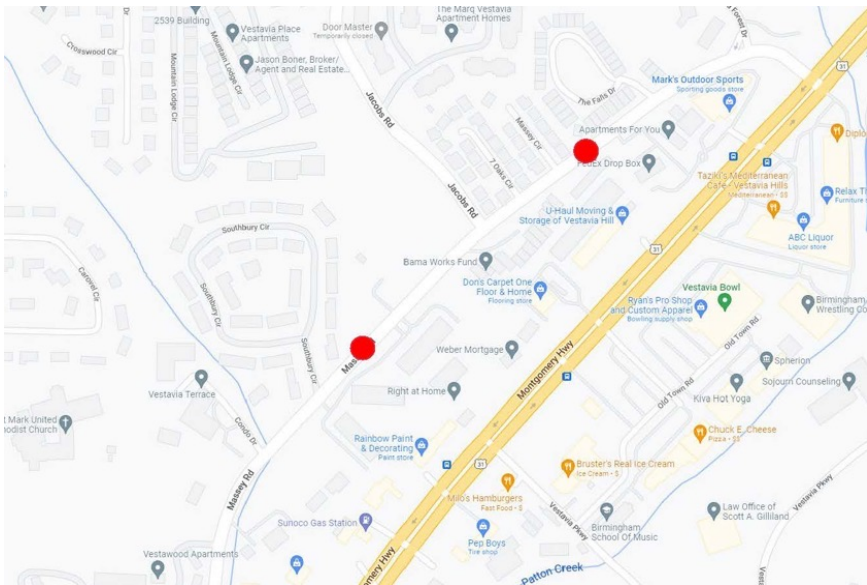 2539 Building
Vestavia Place
Apartments
Door Master
Temporarily closed
The Marq Vestavia
Apartment Homes
Crosswood Cir
Mountain Lodge Cir
Mountain Lodge Cir
Jason Boner, Broker/
Agent and Real Estate...
Forest Dr
31
Mark's Outdoor Sports
Sporting goods store
Jacobs Rd
The Falls Dr
Massey Cir
Apartments For You
7 Oaks Cir
FedEx Drop Box
Taziki's Mediterranean
Cafe - Vestavia Hills
Mediterranean • $$
Relax
Furniture
Jacobs Rd
U-Haul Moving &
Storage of Vestavia Hill
ABC Liquor
Liquor store
Southbury Cir
31
Bama Works Fund
Don's Carpet One
Floor & Home
Flooring store
Vestavia Bowl
Ryan's Pro Shop
and Custom Apparel
Bowling supply shop
Birmingham
Wrestling Co
Southbury Cir
Southbury Cir
Weber Mortgage
Old Town Rd
Montgomery Hwy
Spherion
Vestavia Terrace
Right at Home
Old Town Rd
Kiva Hot Yoga
Sojourn Counseling
t Mark United
hodist Church
Condo Dr
Rainbow Paint
& Decorating
Paint store
Chuck E. Cheese
Pizza • $$
Massey Rd
31
Bruster's Real Ice Cream
Ice Cream • $
Milo's Hamburgers
Fast Food • $
Vestavia Pkwy
Sunoco Gas Station
Vestavia Pkwy
Law Office of
Scott A. Gilliland
Birmingham
School Of Music
Pep Boys
Tire shop
Vestawood Apartments
Montgomery Hwy
Patton Creek